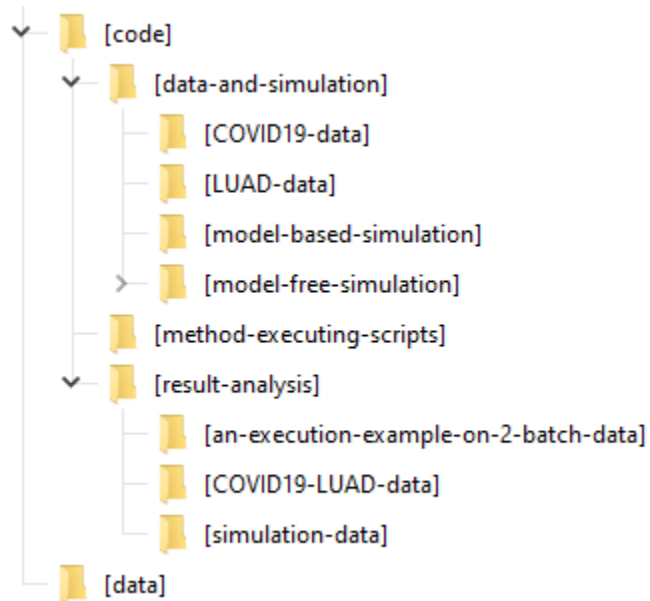 [code]
[data-and-simulation]
[COVID19-data]
[LUAD-data]
[model-based-simulation]
[model-free-simulation]
[method-executing-scripts]
[result-analysis]
[an-execution-example-on-2-batch-data]
[COVID19-LUAD-data]
[simulation-data]
[data]